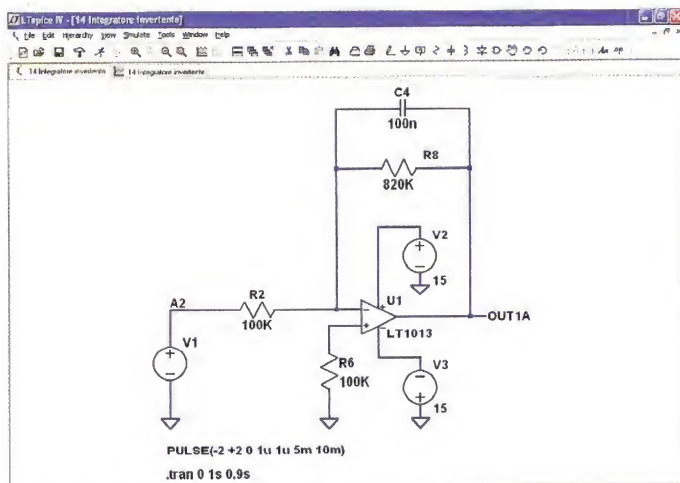 LTspice IV - [14 Integratore Invertente]
File Edit Hierarchy View Simulate Tools Window Help
14 Integratore invertente 14 Integratore invertente
C4
100n
R8
820K
V2
15
A2
R2
100K
U1
LT1013
OUT1A
V1
R6
100K
V3
15
PULSE(-2 +2 0 1u 1u 5m 10m)
.tran 0 1s 0.9s